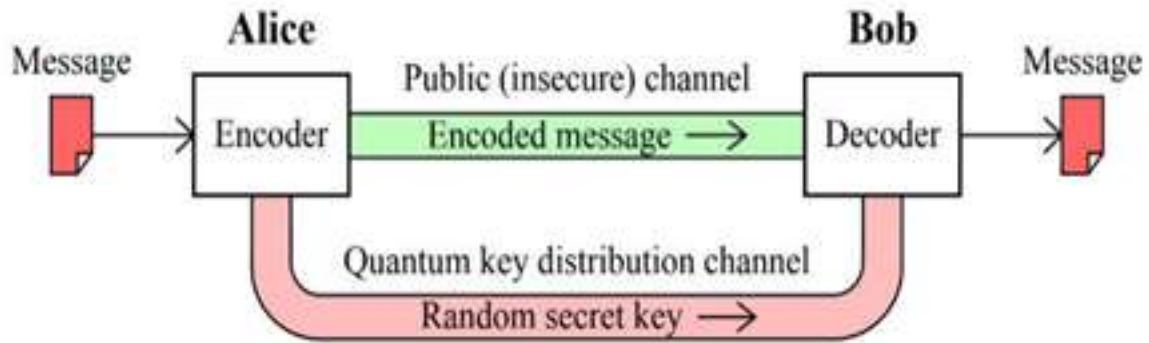 Alice
Bob
Message
Message
Public (insecure) channel
Encoder
Encoded message
Decoder
Quantum key distribution channel
Random secret key